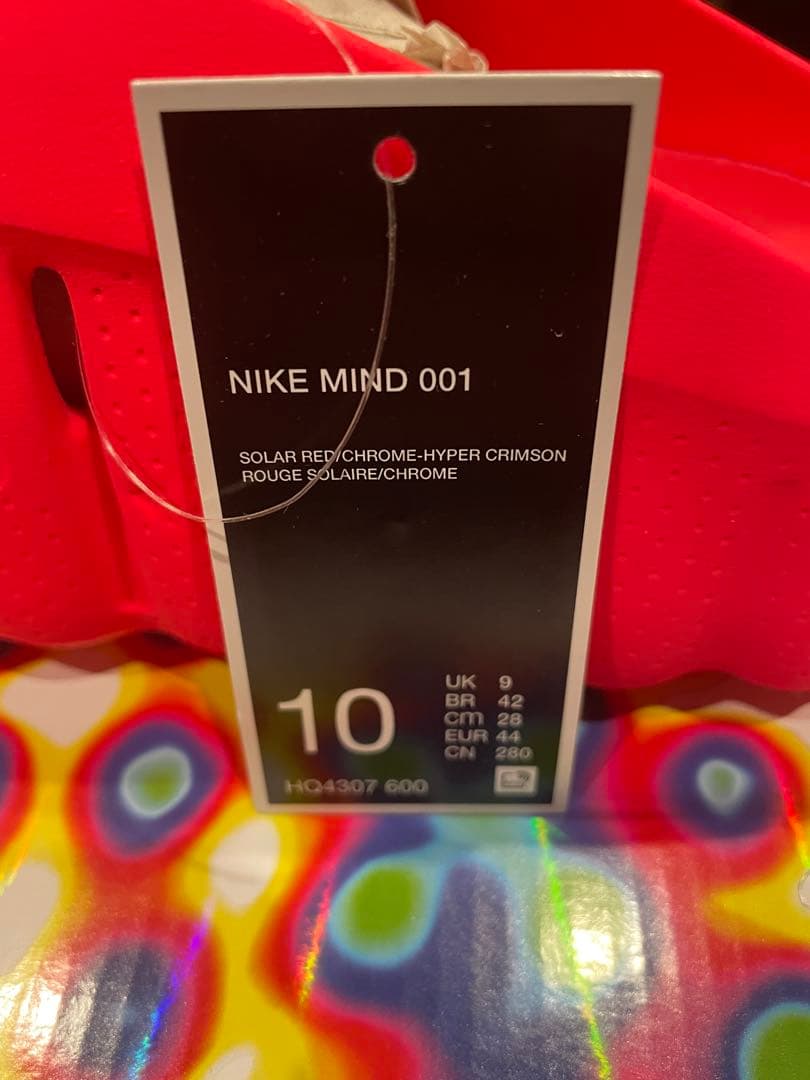 NIKE MIND 001
SOLAR RED/CHROME-HYPER CRIMSON
ROUGE SOLAIRE/CHROME
10
UK 9
BR 42
cm 28
EUR 44
CN 280
HQ4307 600